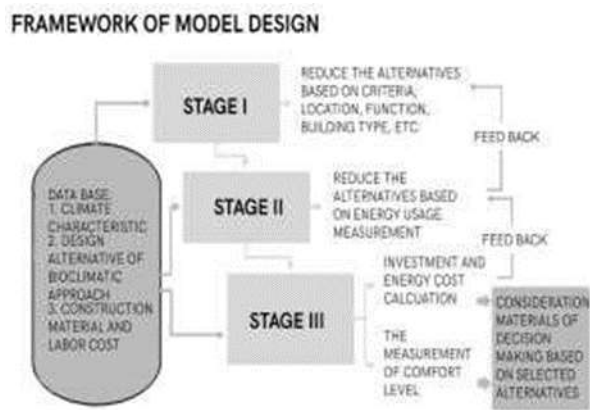 FRAMEWORK OF MODEL DESIGN
STAGE I
REDUCE THE ALTERNATIVES
BASED ON CRITERIA,
LOCATION, FUNCTION,
BUILDING TYPE, ETC
FEED BACK
DATA BASE
1. CLIMATE
CHARACTERISTIC
2. DESIGN
ALTERNATIVE OF
BIOCLIMATIC
APPROACH
3. CONSTRUCTION
MATERIAL AND
LABOR COST
STAGE II
REDUCE THE
ALTERNATIVES BASED
ON ENERGY USAGE
MEASUREMENT
FEED BACK
STAGE III
INVESTMENT AND
ENERGY COST
CALCUATION
THE
MEASUREMENT
OF COMFORT
LEVEL
CONSIDERATION
MATERIALS OF
DECISION
MAKING BASED
ON SELECTED
ALTERNATIVES